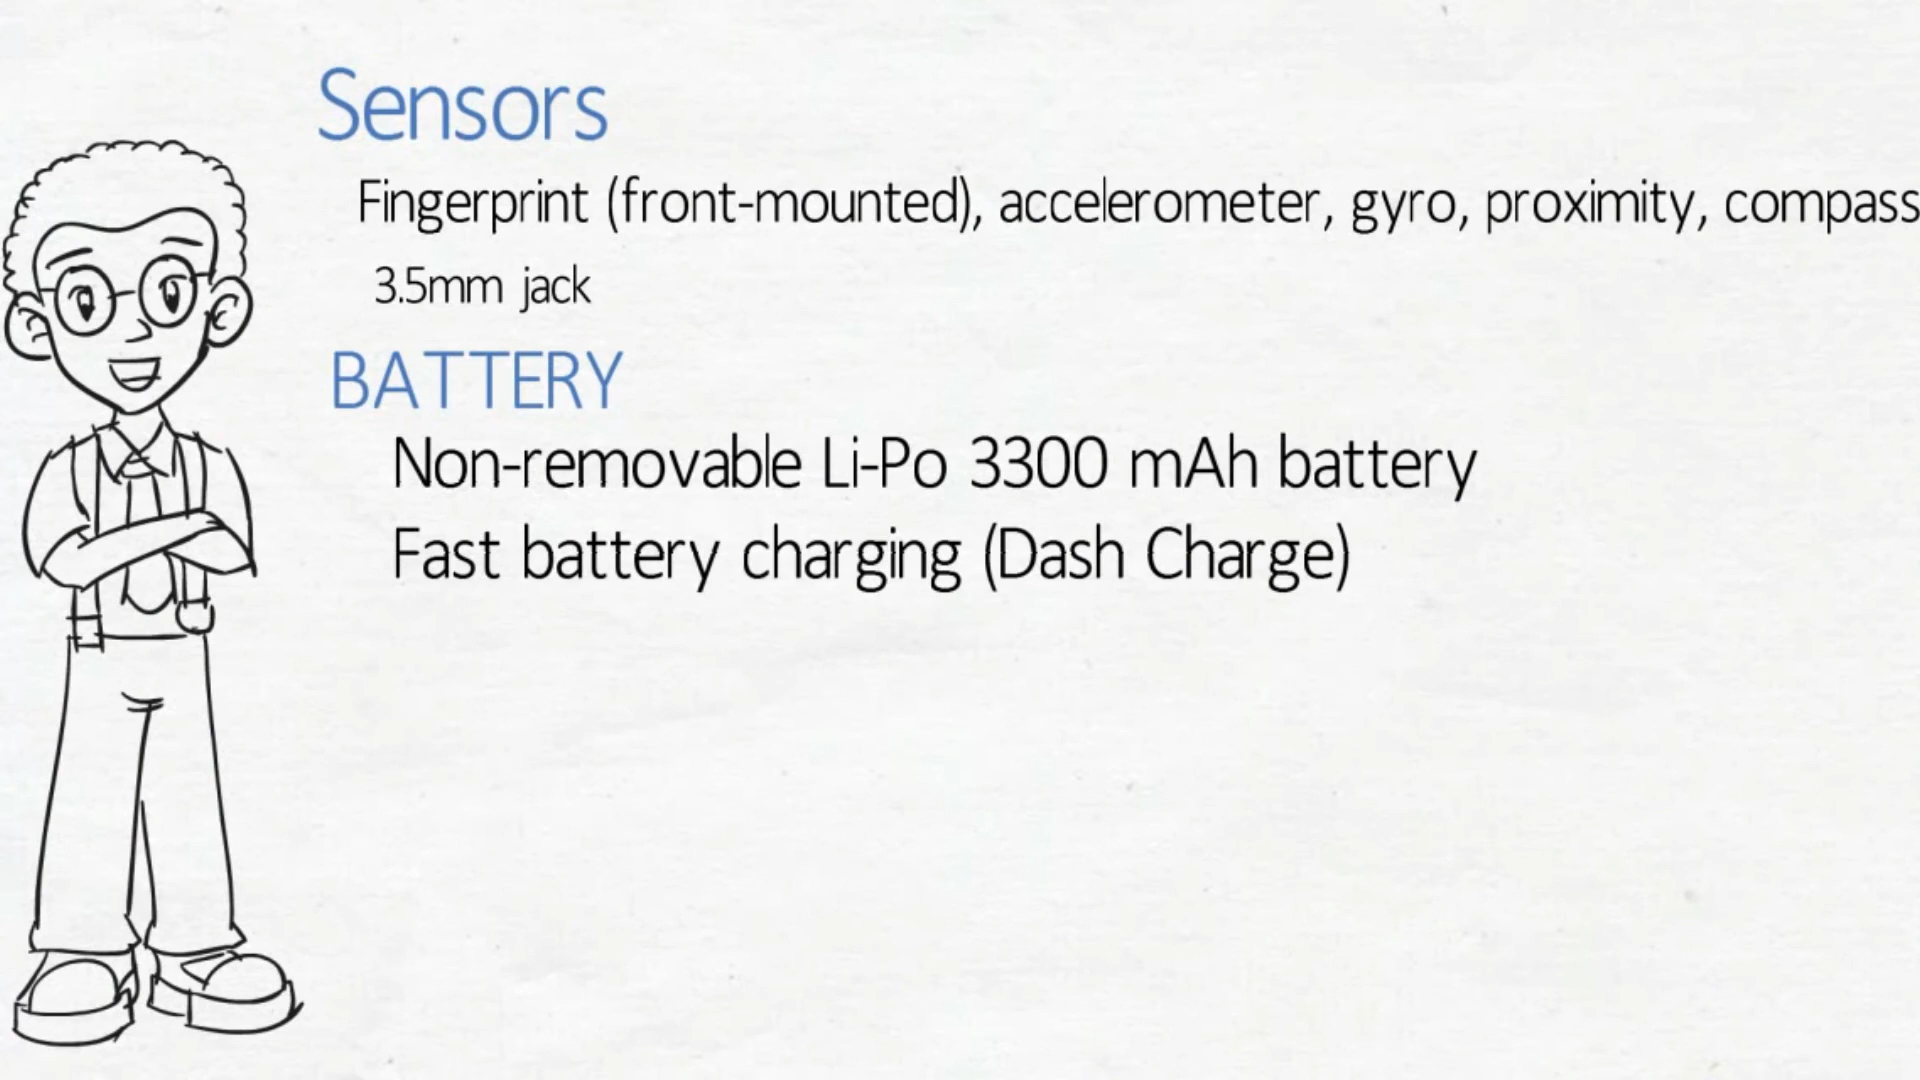 Sensors
Fingerprint (front-mounted), accelerometer, gyro, proximity, compass
3.5mm jack
BATTERY
Non-removable Li-Po 3300 mAh battery
Fast battery charging (Dash Charge)